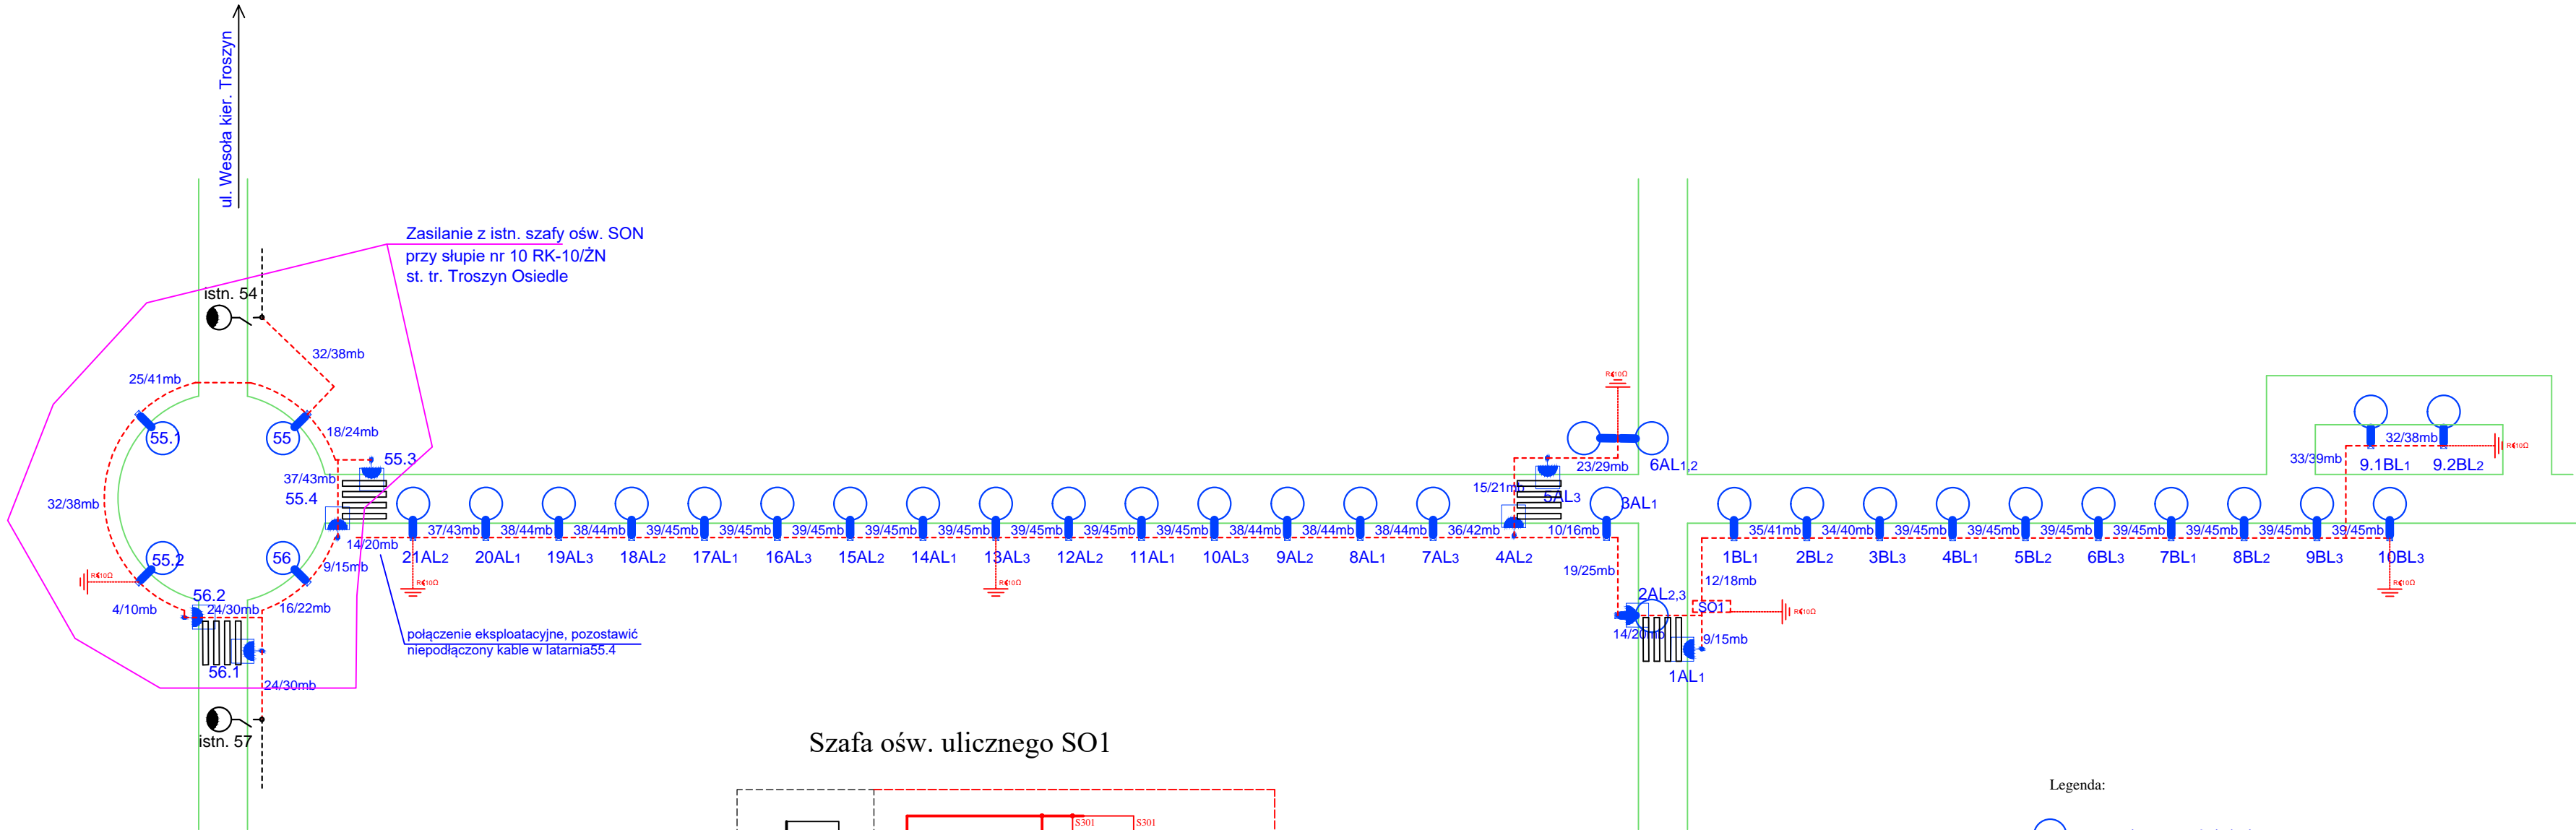 ul. Wesoła kier. Troszyn
Zasilanie z istn. szafy ośw. SON
przy słupie nr 10 RK-10/ŻN
st. tr. Troszyn Osiedle
istn. 54
32/38mb
25/41mb
55.1
55
18/24mb
55.3
37/43mb
55.4
32/38mb
14/20mb
9/15mb
55.2
56
R<10Ω
4/10mb
56.2
24/30mb
16/22mb
56.1
24/30mb
istn. 57
połączenie eksploatacyjne, pozostawić
niepodłączony kable w latarnia55.4
37/43mb 38/44mb 38/44mb 39/45mb 39/45mb 39/45mb 39/45mb 39/45mb 39/45mb 39/45mb 39/45mb 38/44mb 38/44mb 38/44mb 36/42mb 10/16mb
21AL2 20AL1 19AL3 18AL2 17AL1 16AL3 15AL2 14AL1 13AL3 12AL2 11AL1 10AL3 9AL2 8AL1 7AL3 4AL2
R<10Ω
R<10Ω
R<10Ω
23/29mb
6AL1,2
15/21mb
5AL3
3AL1
19/25mb
2AL2,3
14/20mb
SO1
R<10Ω
12/18mb
9/15mb
1AL1
35/41mb 34/40mb 39/45mb 39/45mb 39/45mb 39/45mb 39/45mb 39/45mb 39/45mb
1BL1 2BL2 3BL3 4BL1 5BL2 6BL3 7BL1 8BL2 9BL3 10BL3
R<10Ω
32/38mb
R<10Ω
33/39mb
9.1BL1 9.2BL2
Szafa ośw. ulicznego SO1
S301 S301
Legenda: